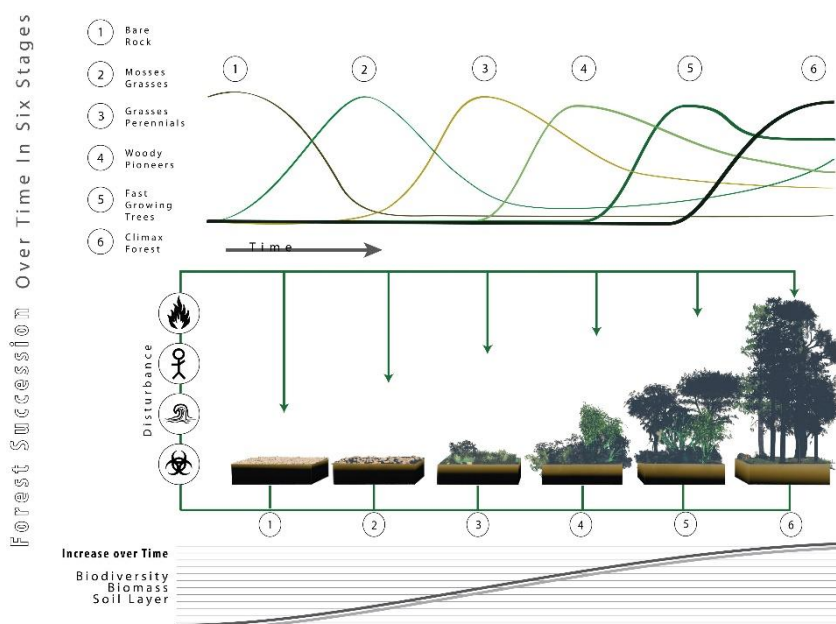 Forest Succession Over Time In Six Stages
1 Bare
Rock
2 Mosses
Grasses
3 Grasses
Perennials
4 Woody
Pioneers
5 Fast
Growing
Trees
6 Climax
Forest
1 2 3 4 5 6
Time
Disturbance
1 2 3 4 5 6
Increase over Time
Biodiversity
Biomass
Soil Layer